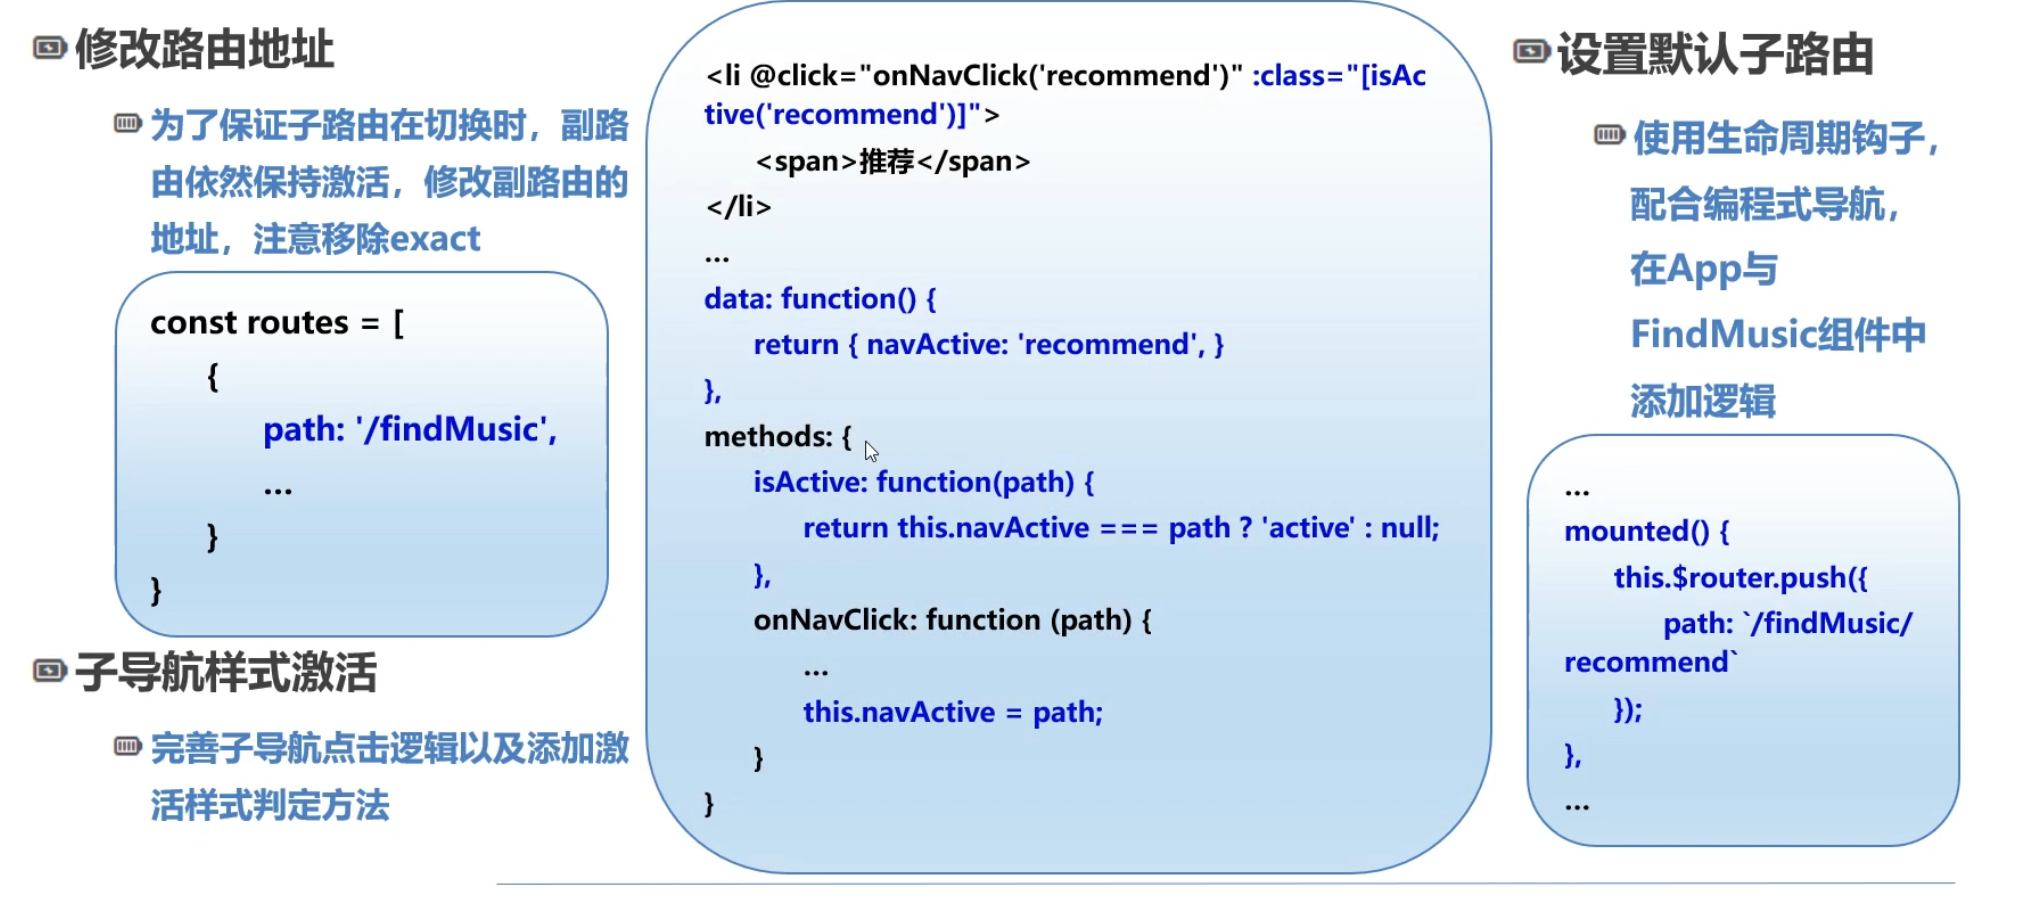 修改路由地址
为了保证子路由在切换时，副路
由依然保持激活，修改副路由的
地址，注意移除exact
const routes = [
{
path: '/findMusic',
...
}
}
子导航样式激活
完善子导航点击逻辑以及添加激
活样式判定方法
<li @click="onNavClick('recommend')" :class="[isAc
tive('recommend')]">
<span>推荐</span>
</li>
...
data: function() {
return { navActive: 'recommend', }
},
methods: {
isActive: function(path) {
return this.navActive === path ? 'active' : null;
},
onNavClick: function (path) {
...
this.navActive = path;
}
}
设置默认子路由
使用生命周期钩子，
配合编程式导航，
在App与
FindMusic组件中
添加逻辑
...
mounted() {
this.$router.push({
path: `/findMusic/
recommend`
});
},
...